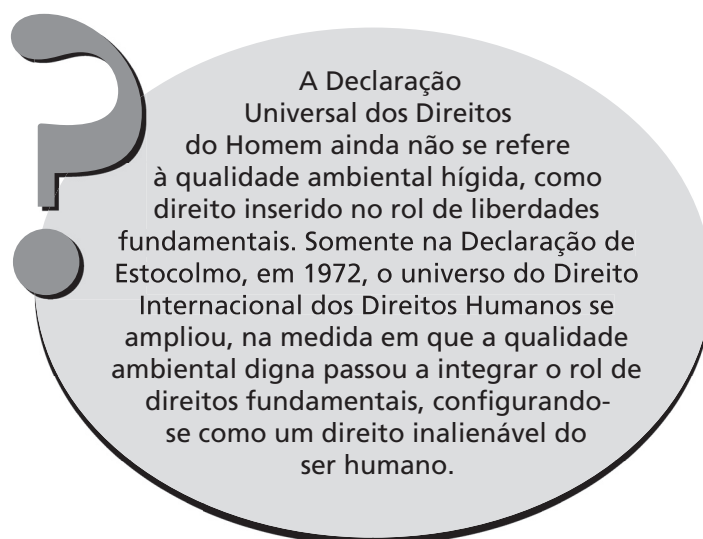 A Declaração
Universal dos Direitos
do Homem ainda não se refere
à qualidade ambiental hígida, como
direito inserido no rol de liberdades
fundamentais. Somente na Declaração de
Estocolmo, em 1972, o universo do Direito
Internacional dos Direitos Humanos se
ampliou, na medida em que a qualidade
ambiental digna passou a integrar o rol de
direitos fundamentais, configurando-
se como um direito inalienável do
ser humano.